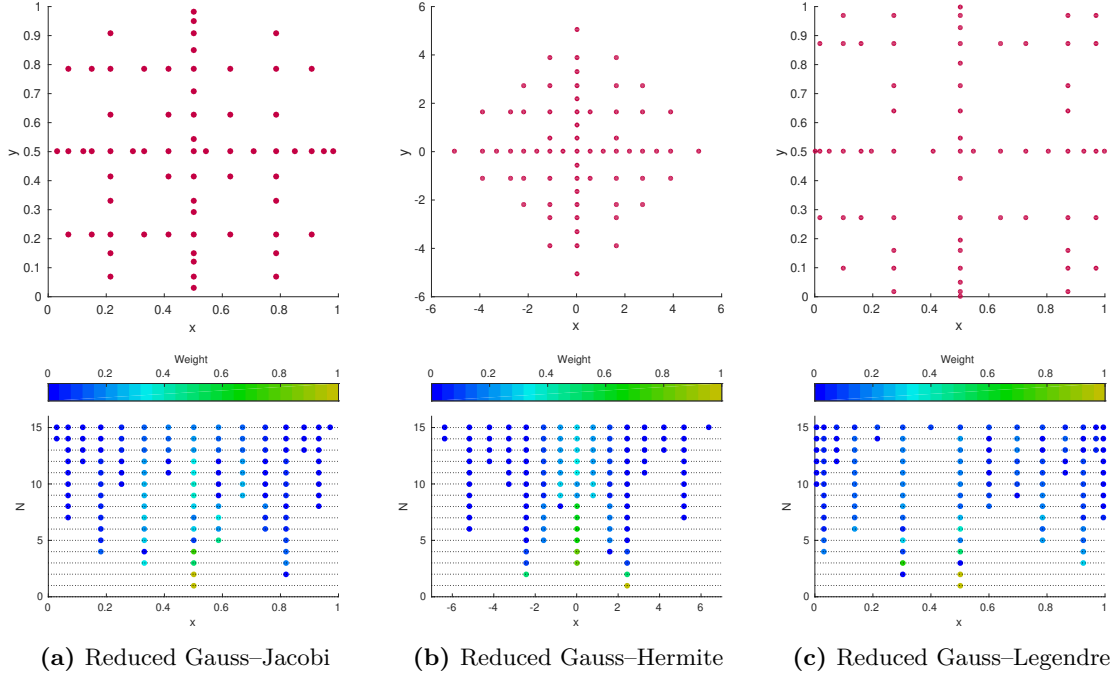 1
0.9
0.8
0.7
0.6
0.5
0.4
0.3
0.2
0.1
0
y
0 0.2 0.4 0.6 0.8 1
x
6
4
2
0
-2
-4
-6
y
-6 -4 -2 0 2 4 6
x
1
0.9
0.8
0.7
0.6
0.5
0.4
0.3
0.2
0.1
0
y
0 0.2 0.4 0.6 0.8 1
x
Weight
0 0.2 0.4 0.6 0.8 1
15
10
5
0
N
0 0.2 0.4 0.6 0.8 1
x
Weight
0 0.2 0.4 0.6 0.8 1
15
10
5
0
N
-6 -4 -2 0 2 4 6
x
Weight
0 0.2 0.4 0.6 0.8 1
15
10
5
0
N
0 0.2 0.4 0.6 0.8 1
x
(a) Reduced Gauss–Jacobi
(b) Reduced Gauss–Hermite
(c) Reduced Gauss–Legendre